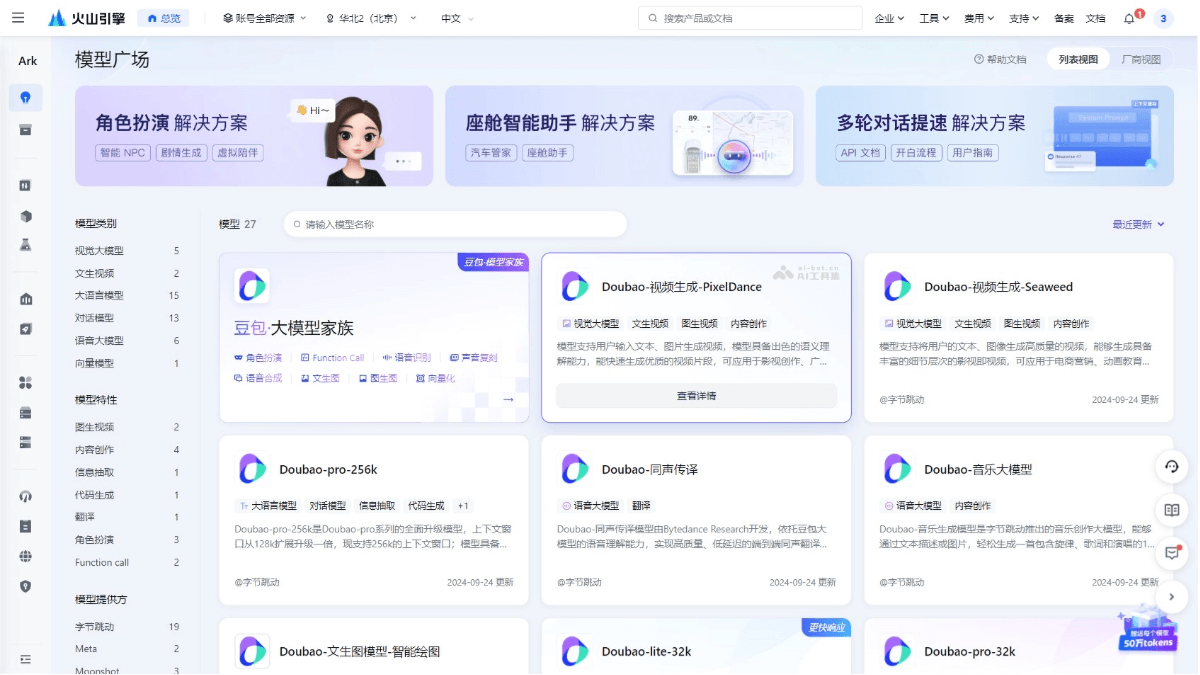 火山引擎
总览
账号全部资源
华北2（北京）
中文
搜索产品或文档
企业
工具
费用
支持
备案
文档
1
3
Ark
模型广场
帮助文档
列表视图
厂商视图
角色扮演 解决方案
智能 NPC
剧情生成
虚拟陪伴
Hi~
座舱智能助手 解决方案
汽车管家
座舱助手
89.
多轮对话提速 解决方案
API 文档
开白流程
用户指南
System Prompt
模型类别
视觉大模型 5
文生视频 2
大语言模型 15
对话模型 13
语音大模型 6
向量模型 1
模型特性
图生视频 2
内容创作 4
信息抽取 1
代码生成 1
翻译 1
角色扮演 3
Function call 2
模型提供方
字节跳动 19
Meta 2
Moonshot 3
模型 27
请输入模型名称
最近更新
豆包·模型家族
豆包·大模型家族
角色扮演
Function Call
语音识别
声音复刻
语音合成
文生图
图生图
向量化
→
Doubao-视频生成-PixelDance
ai-bot.cn
AI工具集
视觉大模型 文生视频 图生视频 内容创作
模型支持用户输入文本、图片生成视频，模型具备出色的语义理
解能力，能快速生成优质的视频片段，可应用于影视创作、广...
查看详情
Doubao-视频生成-Seaweed
视觉大模型 文生视频 图生视频 内容创作
模型支持将用户的文本、图像生成高质量的视频，能够生成具备
丰富的细节层次的影视即视频，可应用于电商营销、动画教育...
@字节跳动 2024-09-24 更新
Doubao-pro-256k
大语言模型 对话模型 信息抽取 代码生成 +1
Doubao-pro-256k是Doubao-pro系列的全面升级模型，上下文窗
口从128k扩展升级一倍，现支持256k的上下文窗口；模型具备...
@字节跳动 2024-09-24 更新
Doubao-同声传译
语音大模型 翻译
Doubao-同声传译模型由Bytedance Research开发，依托豆包大
模型的语音理解能力，实现高质量、低延迟的端到端同声翻译...
@字节跳动 2024-09-24 更新
Doubao-音乐大模型
语音大模型 内容创作
Doubao-音乐生成模型是字节跳动推出的音乐创作大模型，能够
通过文本描述或图片，轻松生成一首包含旋律、歌词和演唱的1...
@字节跳动 2024-09-24 更新
Doubao-文生图模型-智能绘图
更快响应
Doubao-lite-32k
Doubao-pro-32k
赠送每个模型
50万tokens